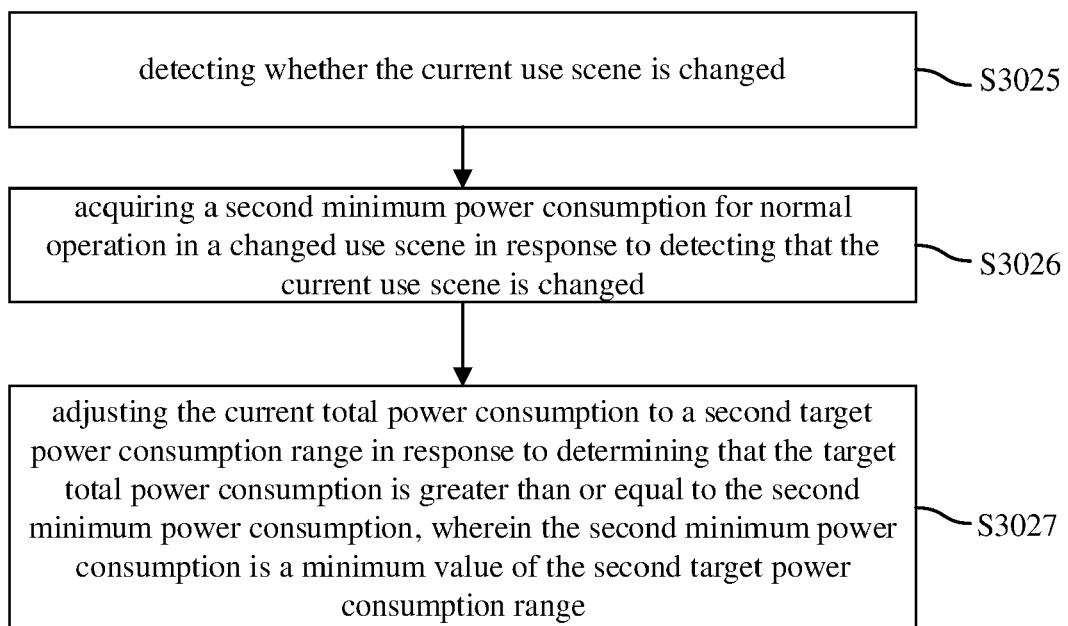 detecting whether the current use scene is changed
S3025
acquiring a second minimum power consumption for normal
operation in a changed use scene in response to detecting that the
current use scene is changed
S3026
adjusting the current total power consumption to a second target
power consumption range in response to determining that the target
total power consumption is greater than or equal to the second
minimum power consumption, wherein the second minimum power
consumption is a minimum value of the second target power
consumption range
S3027